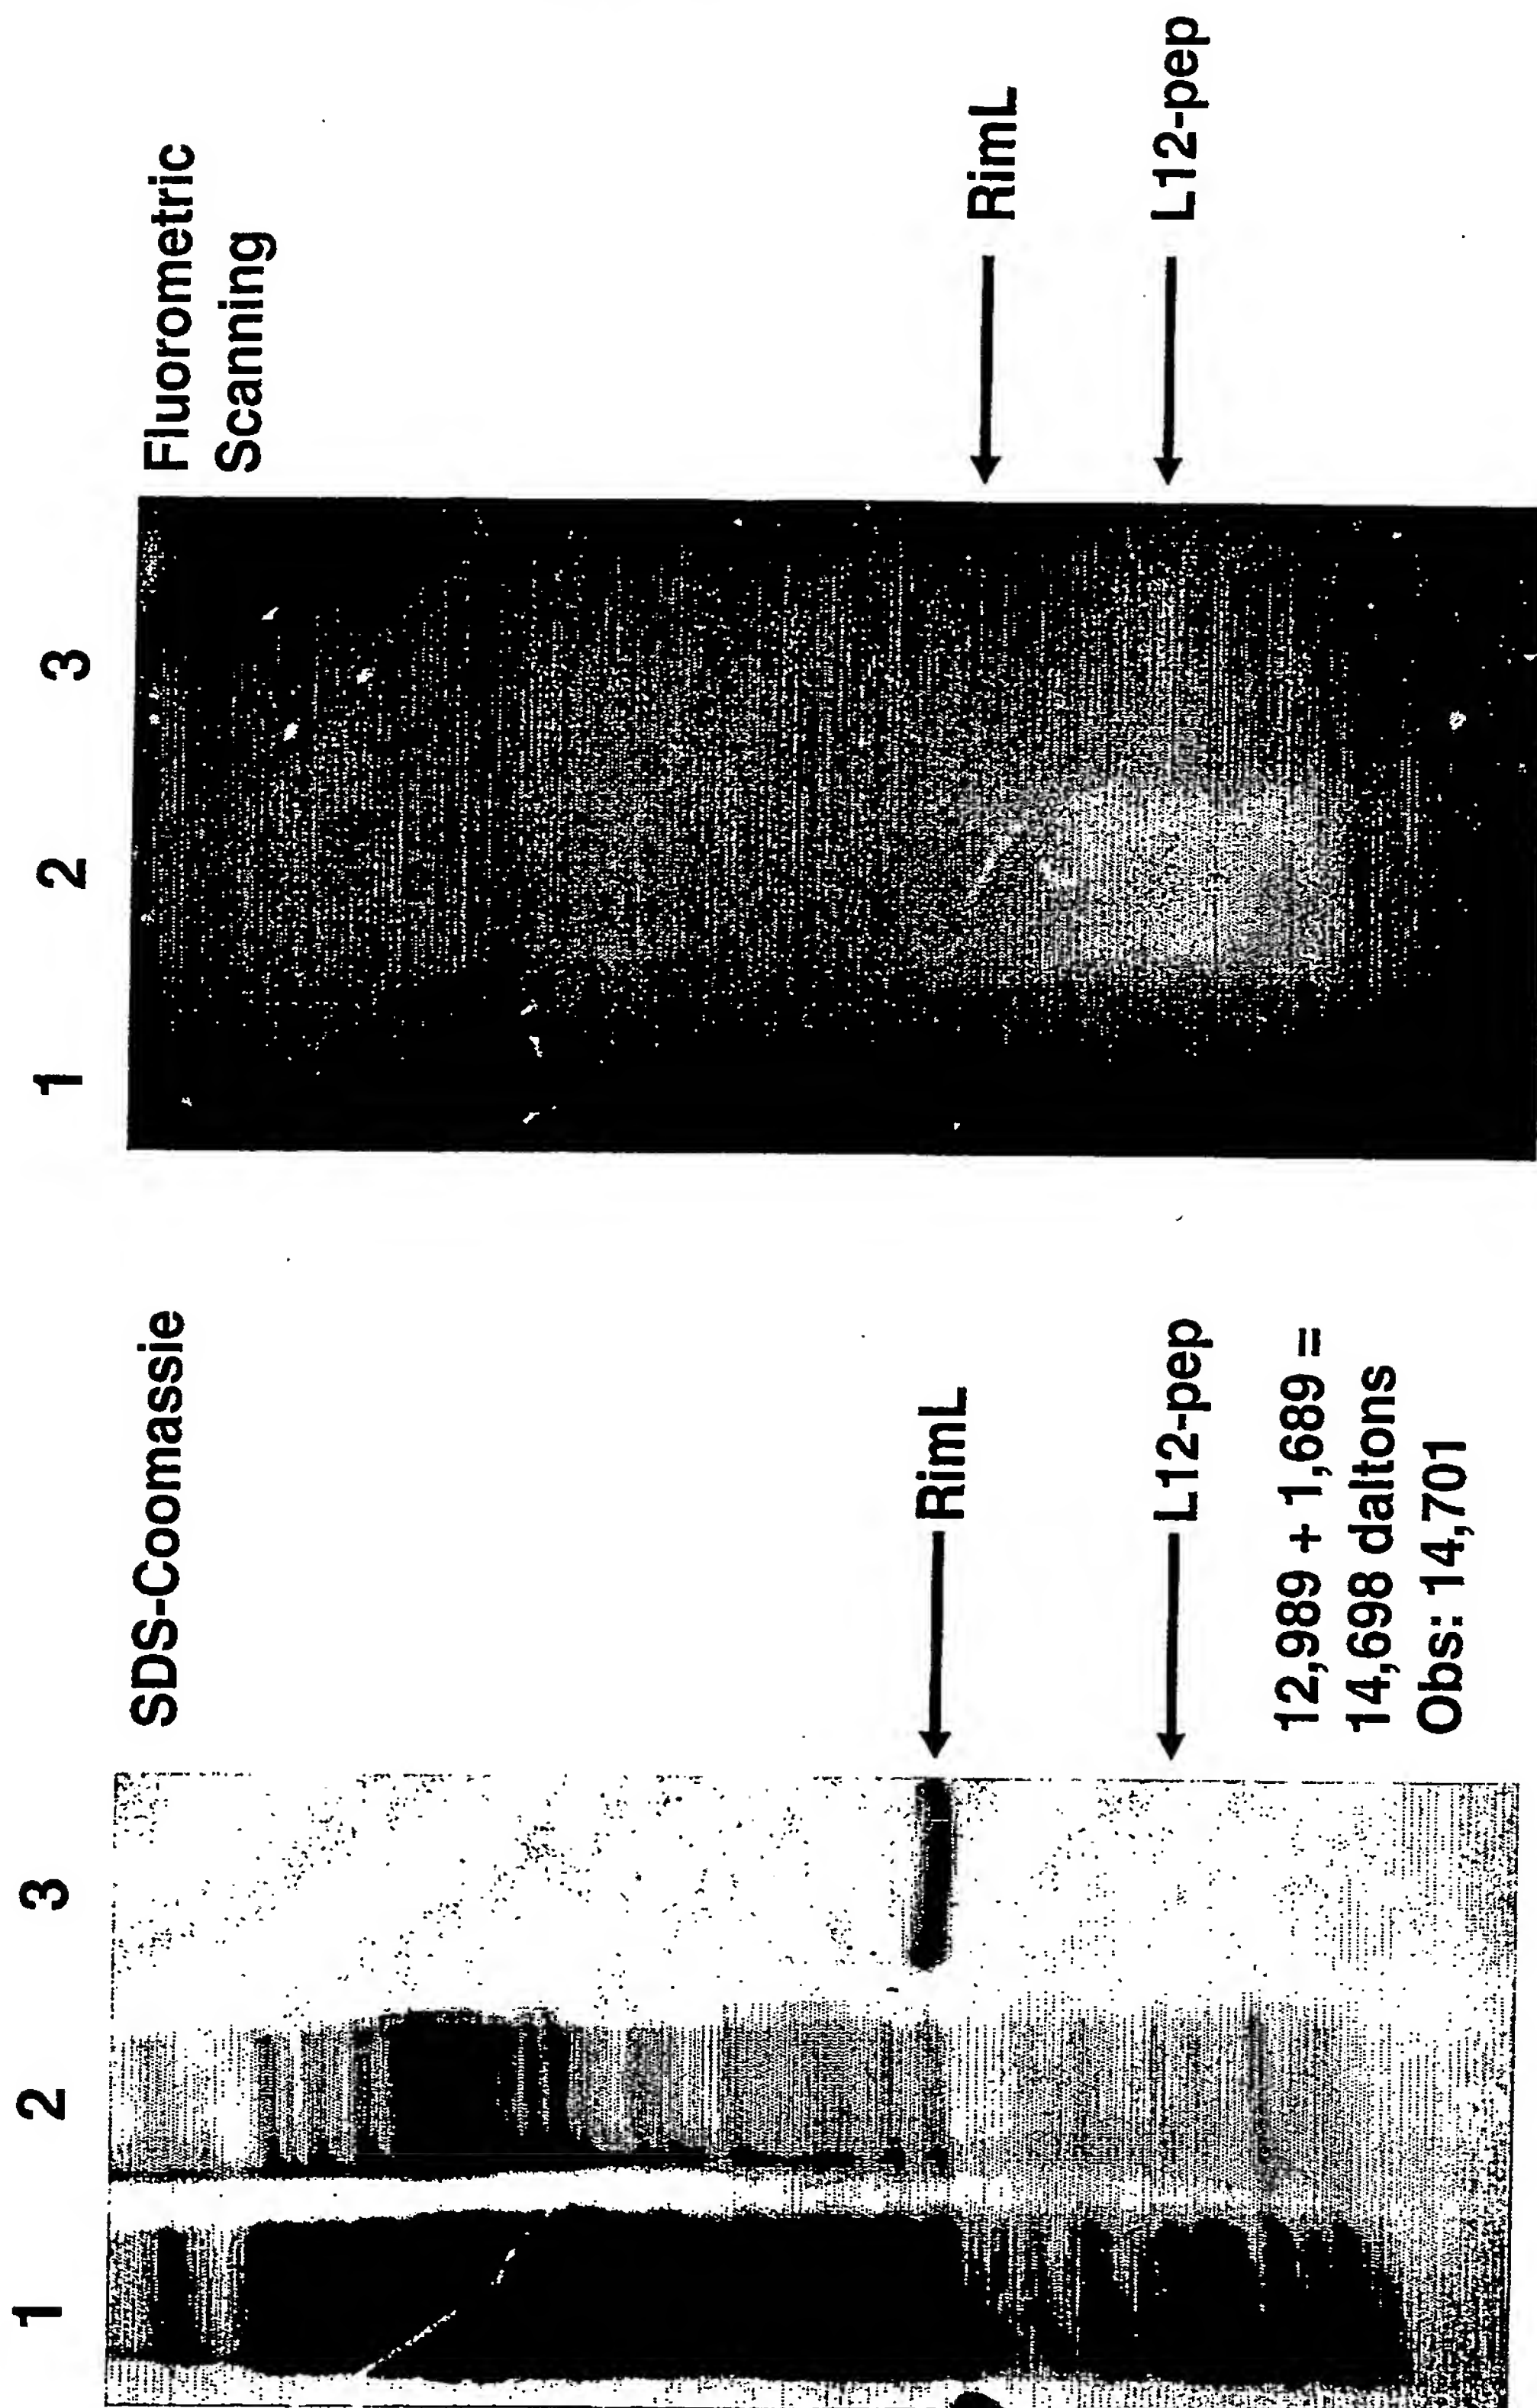 1 2 3
SDS-Coomassie
RimL
L12-pep
12,989 + 1,689 =
14,698 daltons
Obs: 14,701
1 2 3
Fluorometric
Scanning
RimL
L12-pep